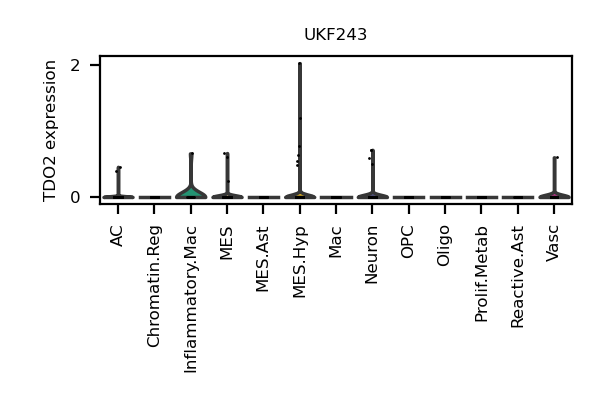 UKF243
TDO2 expression
2
0
AC
Chromatin.Reg
Inflammatory.Mac
MES
MES.Ast
MES.Hyp
Mac
Neuron
OPC
Oligo
Prolif.Metab
Reactive.Ast
Vasc